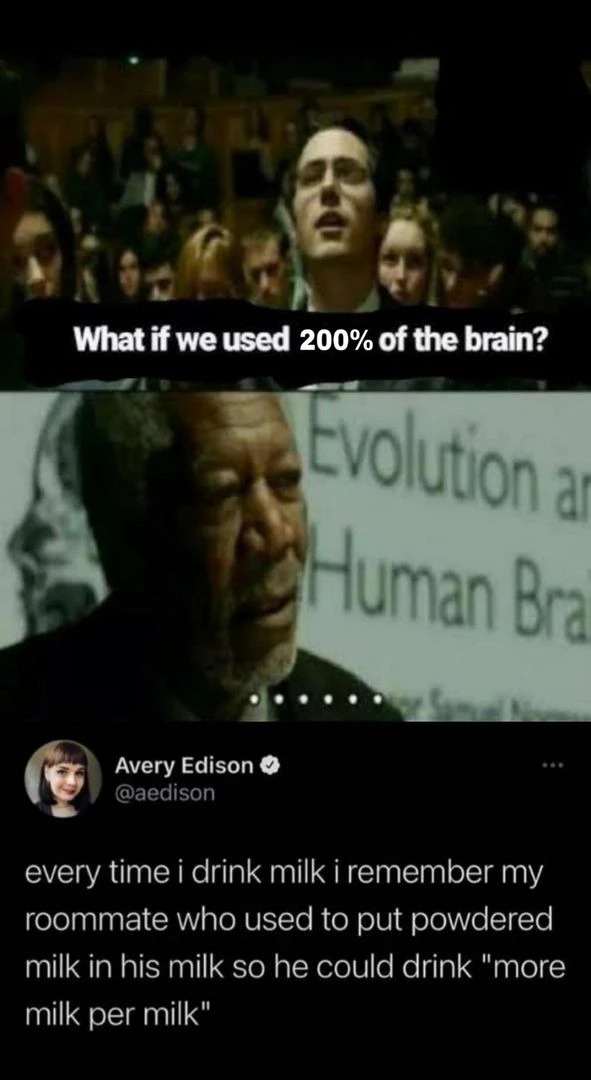 What if we used 200% of the brain?
Evolution
Human
. . . . . .
Samuel
Avery Edison
@aedison
...
every time i drink milk i remember my
roommate who used to put powdered
milk in his milk so he could drink "more
milk per milk"